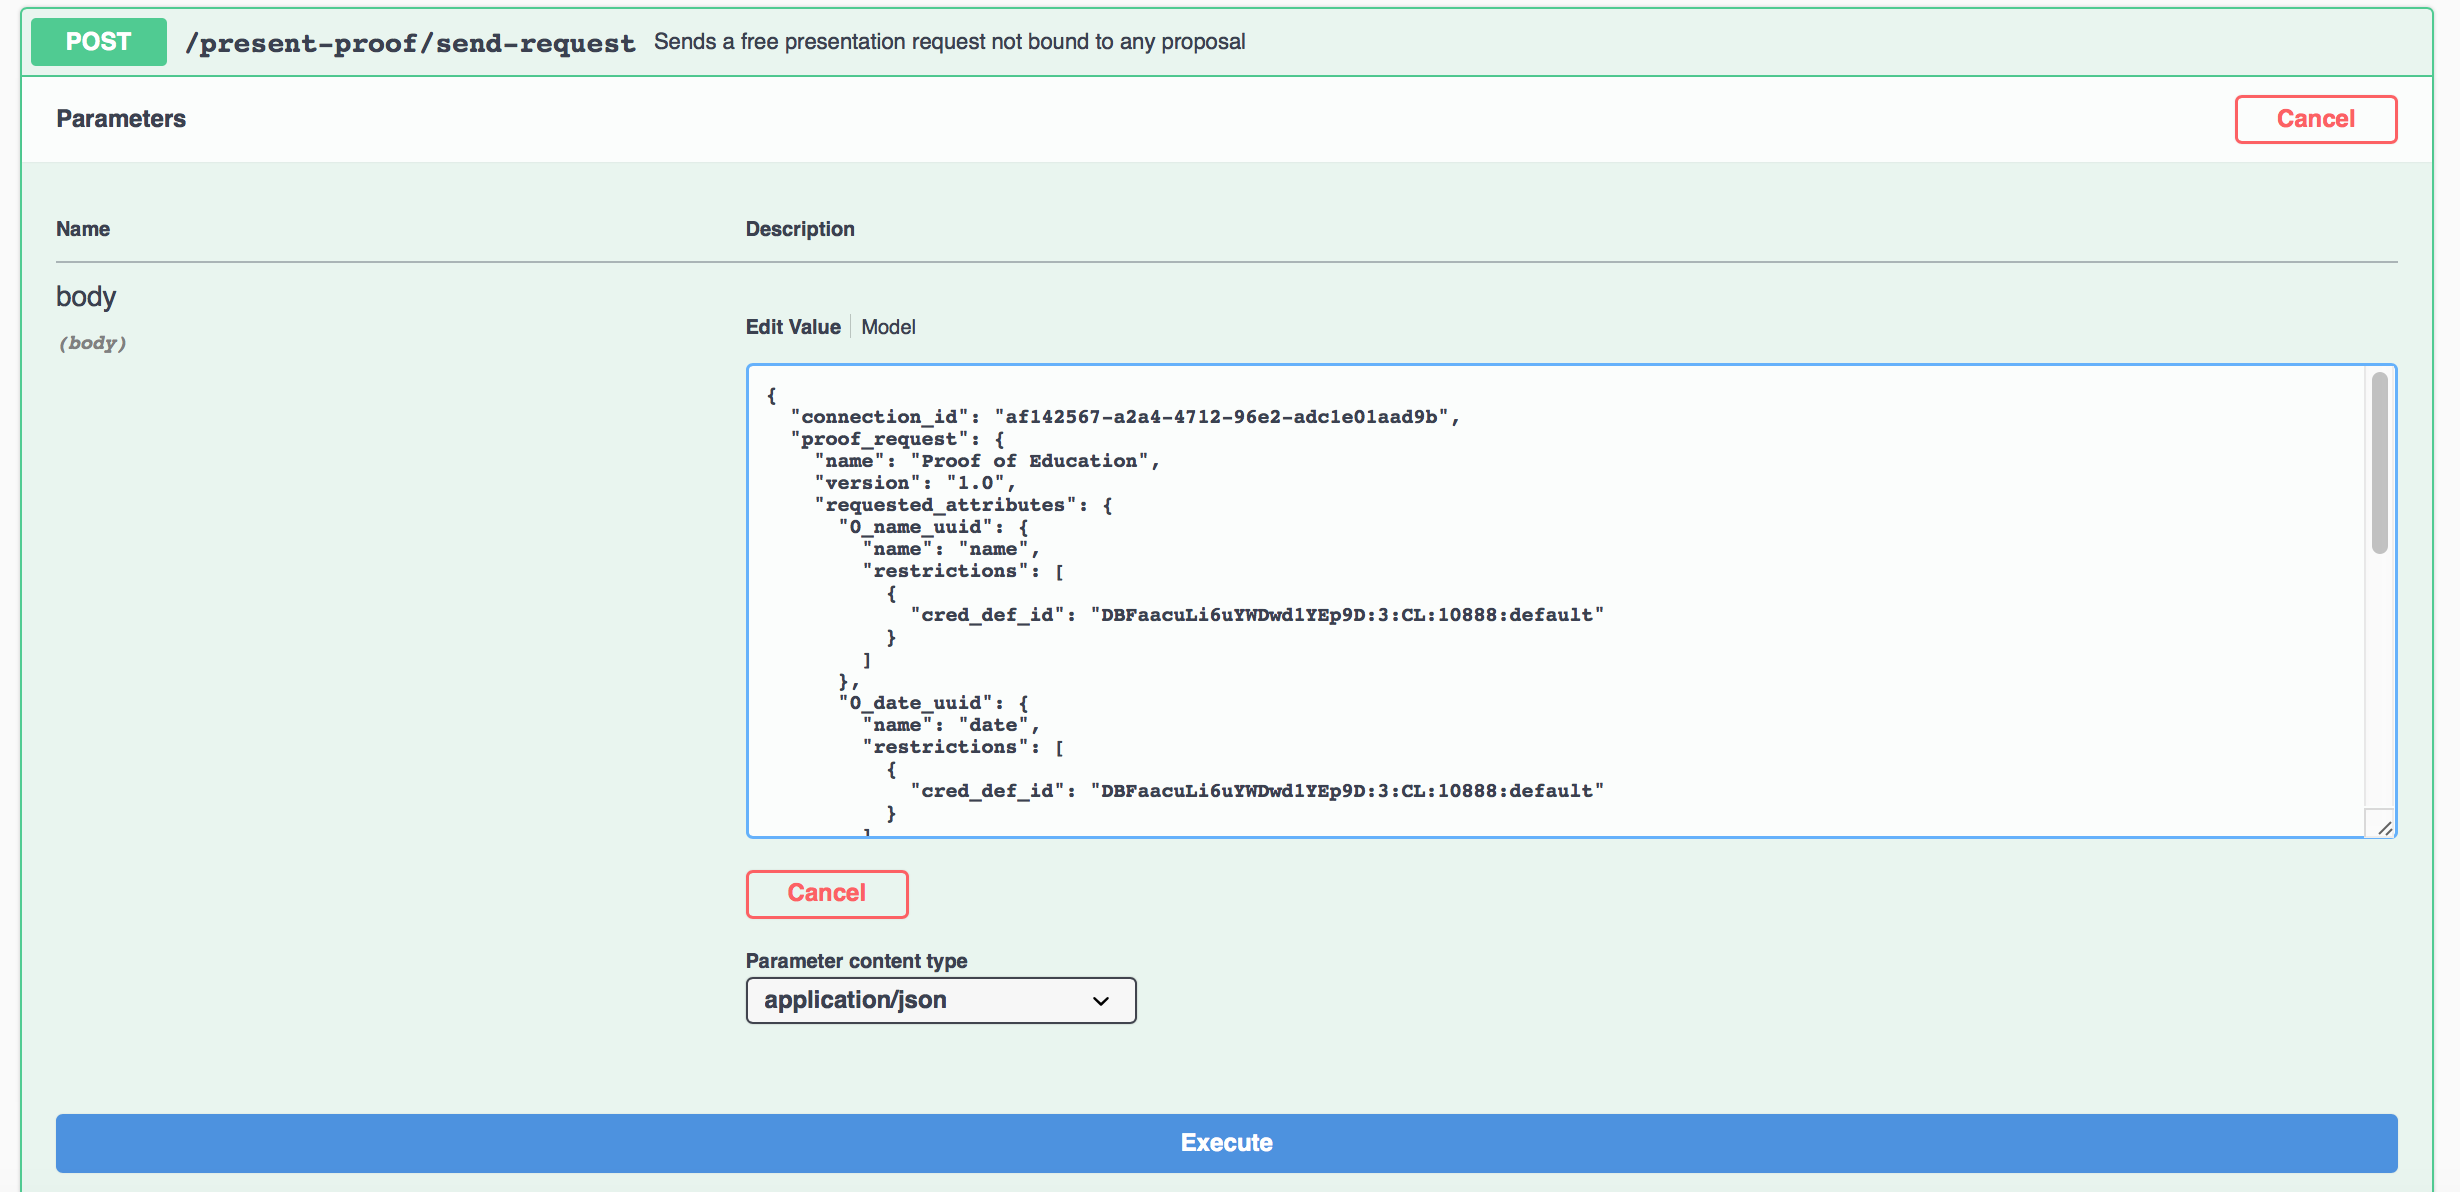 POST /present-proof/send-request Sends a free presentation request not bound to any proposal
Parameters
Cancel
Name Description
body
(body)
Edit Value Model
{
  "connection_id": "af142567-a2a4-4712-96e2-adc1e01aad9b",
  "proof_request": {
    "name": "Proof of Education",
    "version": "1.0",
    "requested_attributes": {
      "0_name_uuid": {
        "name": "name",
        "restrictions": [
          {
            "cred_def_id": "DBFaacuLi6uYWDwd1YEp9D:3:CL:10888:default"
          }
        ]
      },
      "0_date_uuid": {
        "name": "date",
        "restrictions": [
          {
            "cred_def_id": "DBFaacuLi6uYWDwd1YEp9D:3:CL:10888:default"
          }
        ]
Cancel
Parameter content type
application/json
Execute